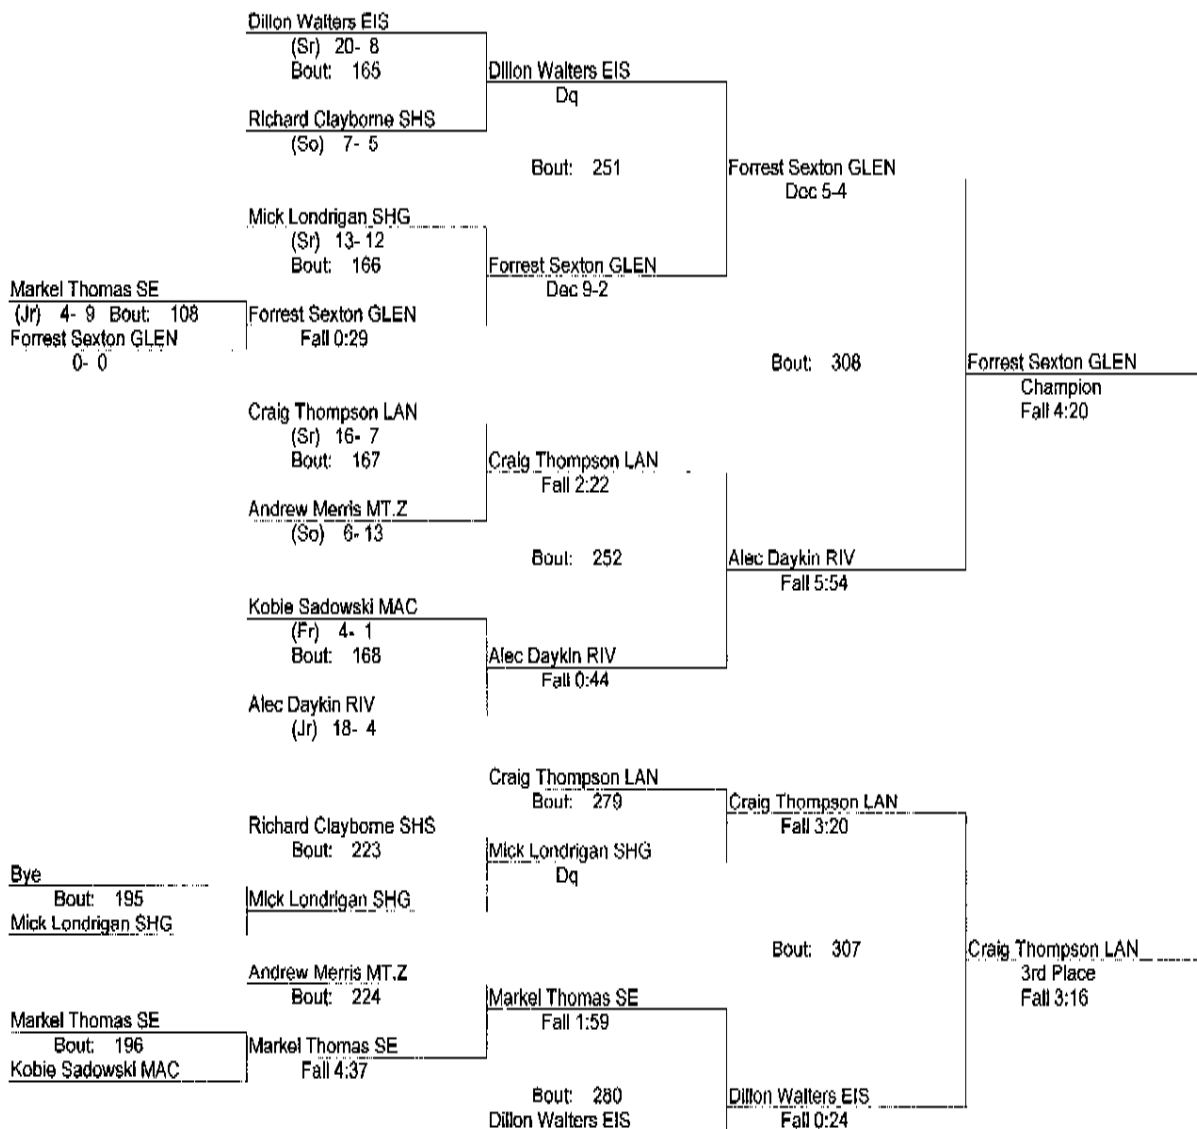 Dillon Walters EIS
(Sr) 20- 8
Bout: 165
Dillon Walters EIS
Dq
Richard Clayborne SHS
(So) 7- 5
Bout: 251
Forrest Sexton GLEN
Dec 5-4
Mick Londrigan SHG
(Sr) 13- 12
Bout: 166
Forrest Sexton GLEN
Dec 9-2
Markel Thomas SE
(Jr) 4- 9 Bout: 108
Forrest Sexton GLEN
0- 0
Forrest Sexton GLEN
Fall 0:29
Bout: 308
Forrest Sexton GLEN
Champion
Fall 4:20
Craig Thompson LAN
(Sr) 16- 7
Bout: 167
Craig Thompson LAN
Fall 2:22
Andrew Merris MT.Z
(So) 6- 13
Bout: 252
Alec Daykin RIV
Fall 5:54
Kobie Sadowski MAC
(Fr) 4- 1
Bout: 168
Alec Daykin RIV
Fall 0:44
Alec Daykin RIV
(Jr) 18- 4
Craig Thompson LAN
Bout: 279
Craig Thompson LAN
Fall 3:20
Richard Clayborne SHS
Bout: 223
Mick Londrigan SHG
Dq
Bye
Bout: 195
Mick Londrigan SHG
Mick Londrigan SHG
Bout: 307
Craig Thompson LAN
3rd Place
Fall 3:16
Andrew Merris MT.Z
Bout: 224
Markel Thomas SE
Fall 1:59
Markel Thomas SE
Bout: 196
Kobie Sadowski MAC
Markel Thomas SE
Fall 4:37
Bout: 280
Dillon Walters EIS
Dillon Walters EIS
Fall 0:24